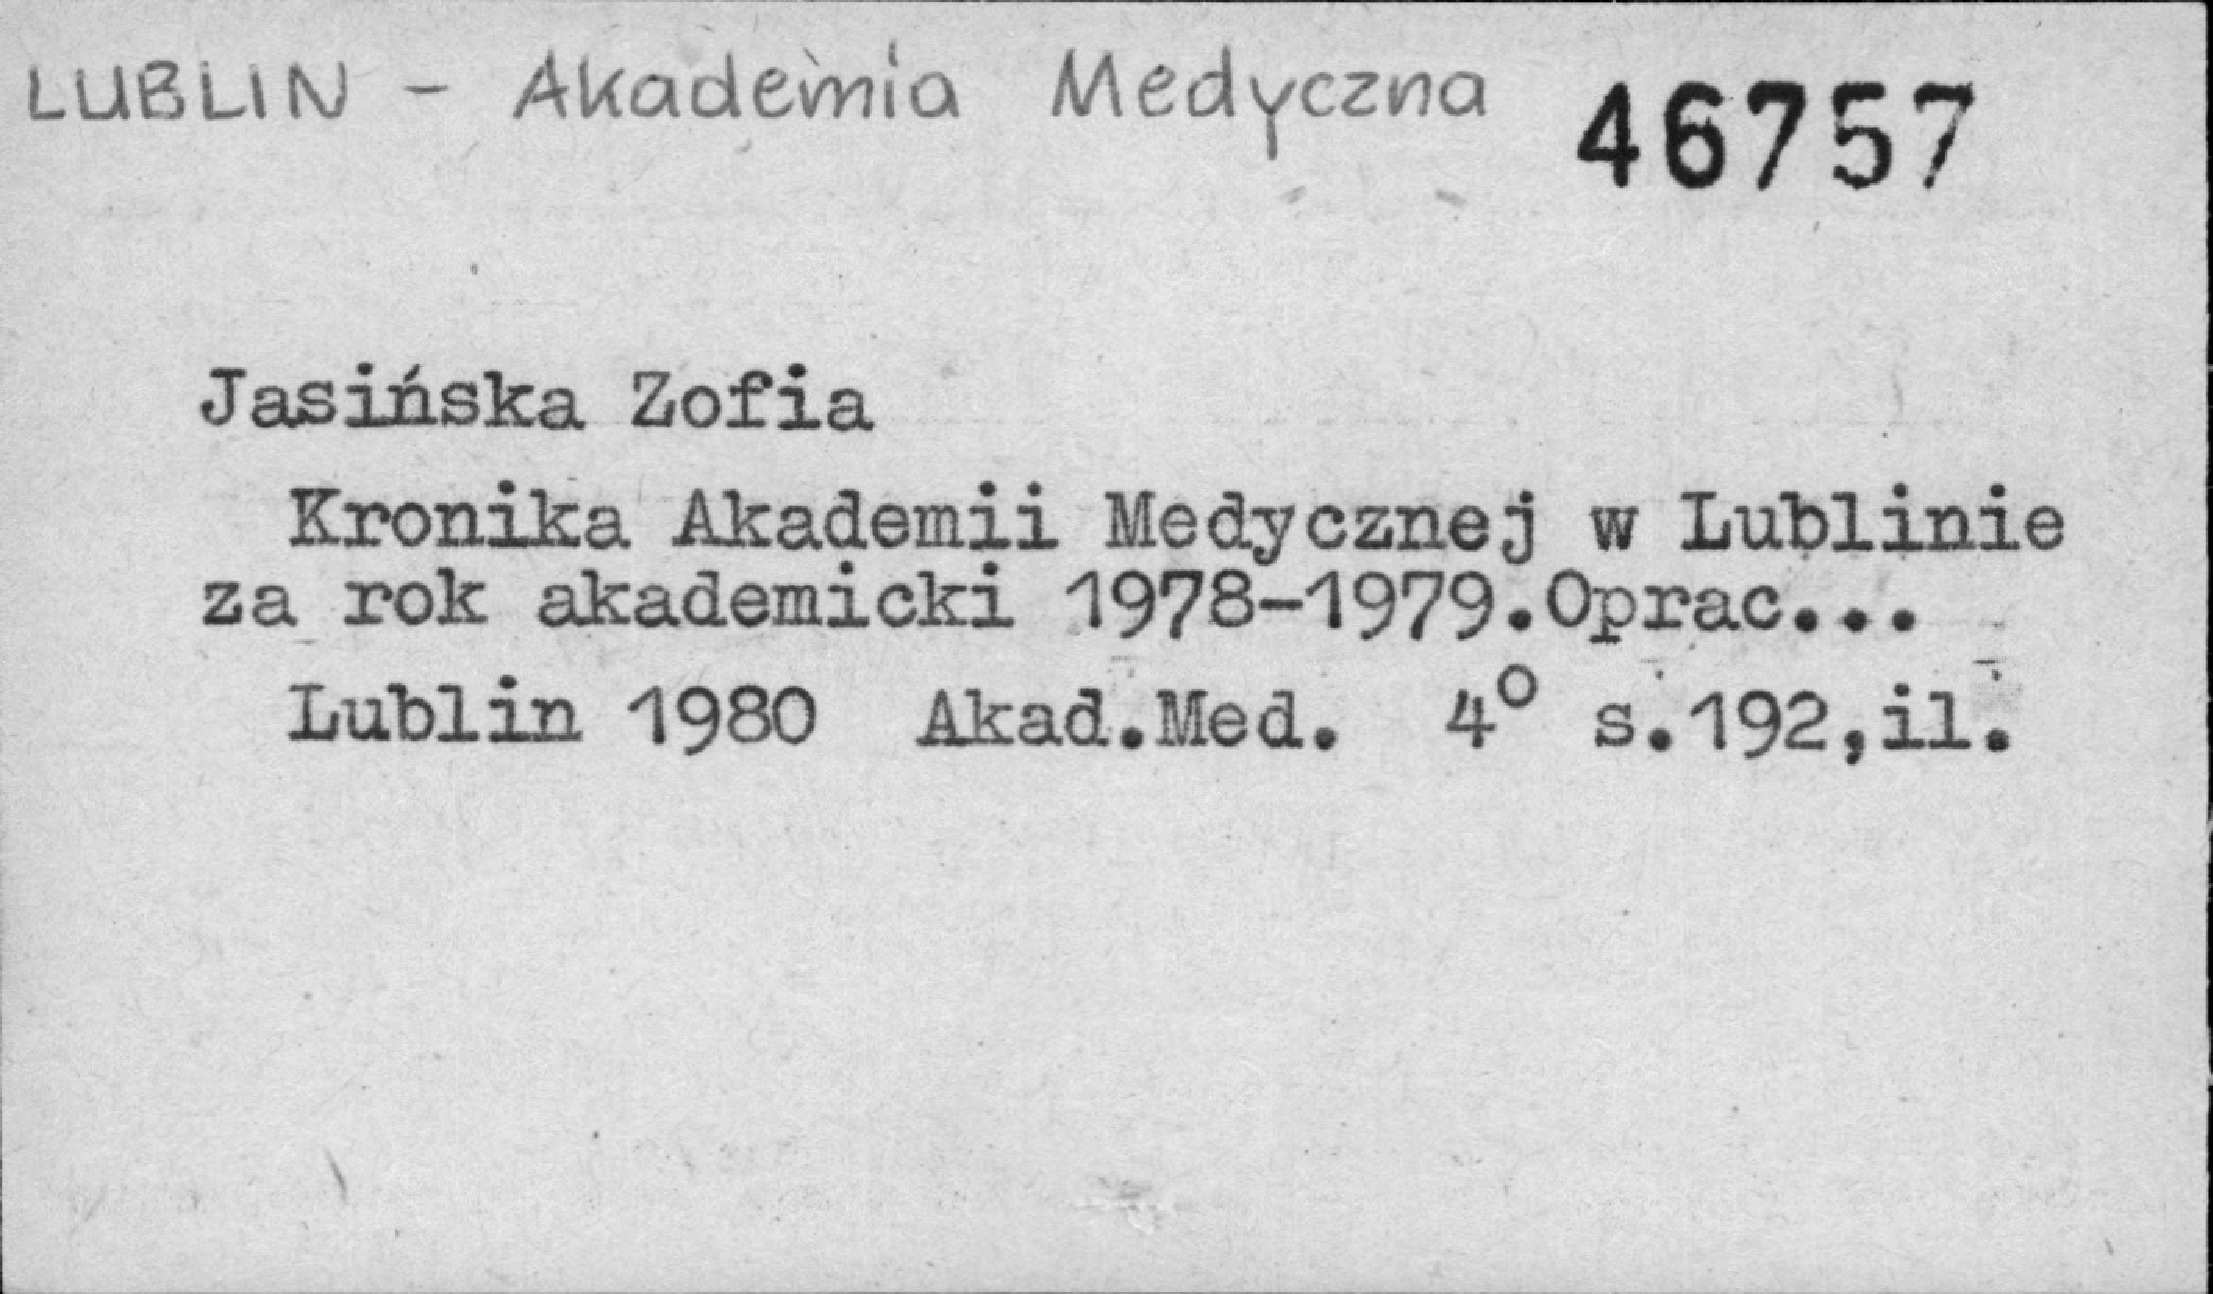 LUBLIN - Akademia Medyczna 46757
Jasińska Zofia
Kronika Akademii Medycznej w Lublinie
za rok akademicki 1978-1979.Oprac...
Lublin 1980 Akad.Med. 4° s.192,il.